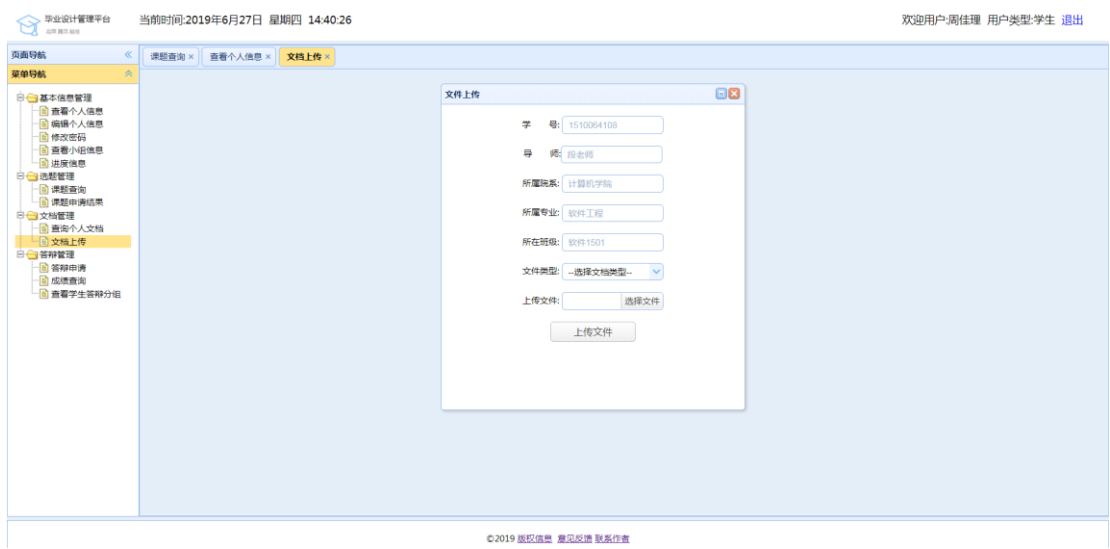 毕业设计管理平台
当前时间:2019年6月27日 星期四 14:40:26
欢迎用户:周佳理 用户类型:学生 退出
页面导航
课题查询 × 查看个人信息 × 文档上传 ×
菜单导航
基本信息管理
查看个人信息
编辑个人信息
修改密码
查看小组信息
进度信息
选题管理
课题查询
课题申请结果
文档管理
查询个人文档
文档上传
答辩管理
答辩申请
成绩查询
查看学生答辩分组
文件上传
学 号: 1510064108
导 师: 段老师
所属院系: 计算机学院
所属专业: 软件工程
所在班级: 软件1501
文件类型: --选择文档类型--
上传文件: 选择文件
上传文件
©2019 版权信息 意见反馈 联系作者